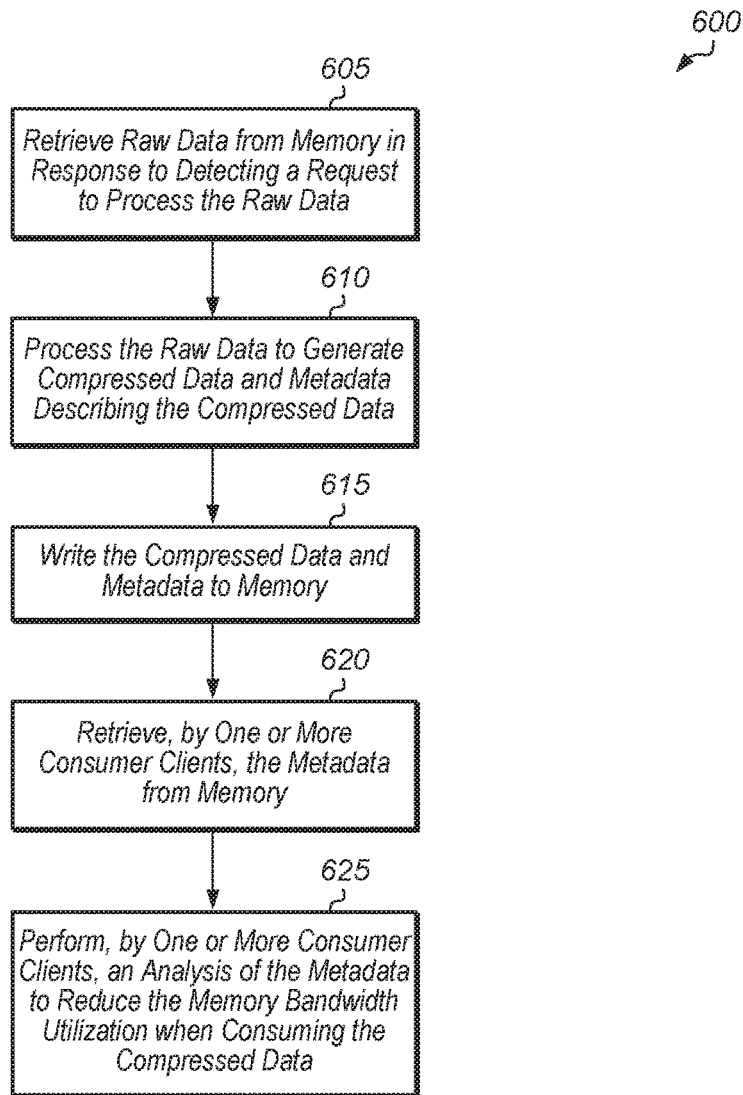 600
605
Retrieve Raw Data from Memory in
Response to Detecting a Request
to Process the Raw Data
610
Process the Raw Data to Generate
Compressed Data and Metadata
Describing the Compressed Data
615
Write the Compressed Data and
Metadata to Memory
620
Retrieve, by One or More
Consumer Clients, the Metadata
from Memory
625
Perform, by One or More Consumer
Clients, an Analysis of the Metadata
to Reduce the Memory Bandwidth
Utilization when Consuming the
Compressed Data